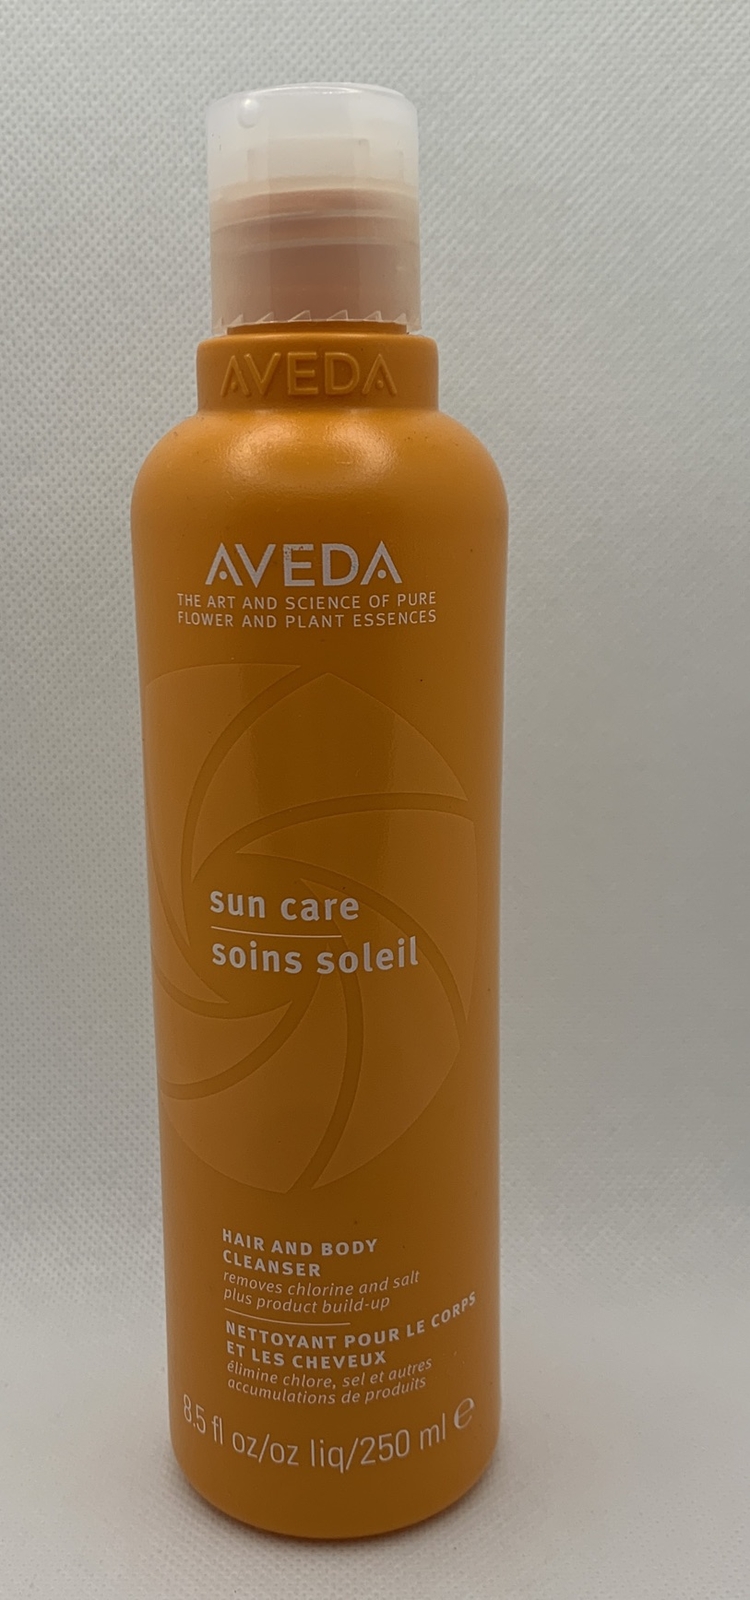 AVEDA
AVEDA
THE ART AND SCIENCE OF PURE
FLOWER AND PLANT ESSENCES
sun care
soins soleil
HAIR AND BODY
CLEANSER
removes chlorine and salt
plus product build-up
NETTOYANT POUR LE CORPS
ET LES CHEVEUX
élimine chlore, sel et autres
accumulations de produits
8.5 fl oz/oz liq/250 ml ℮